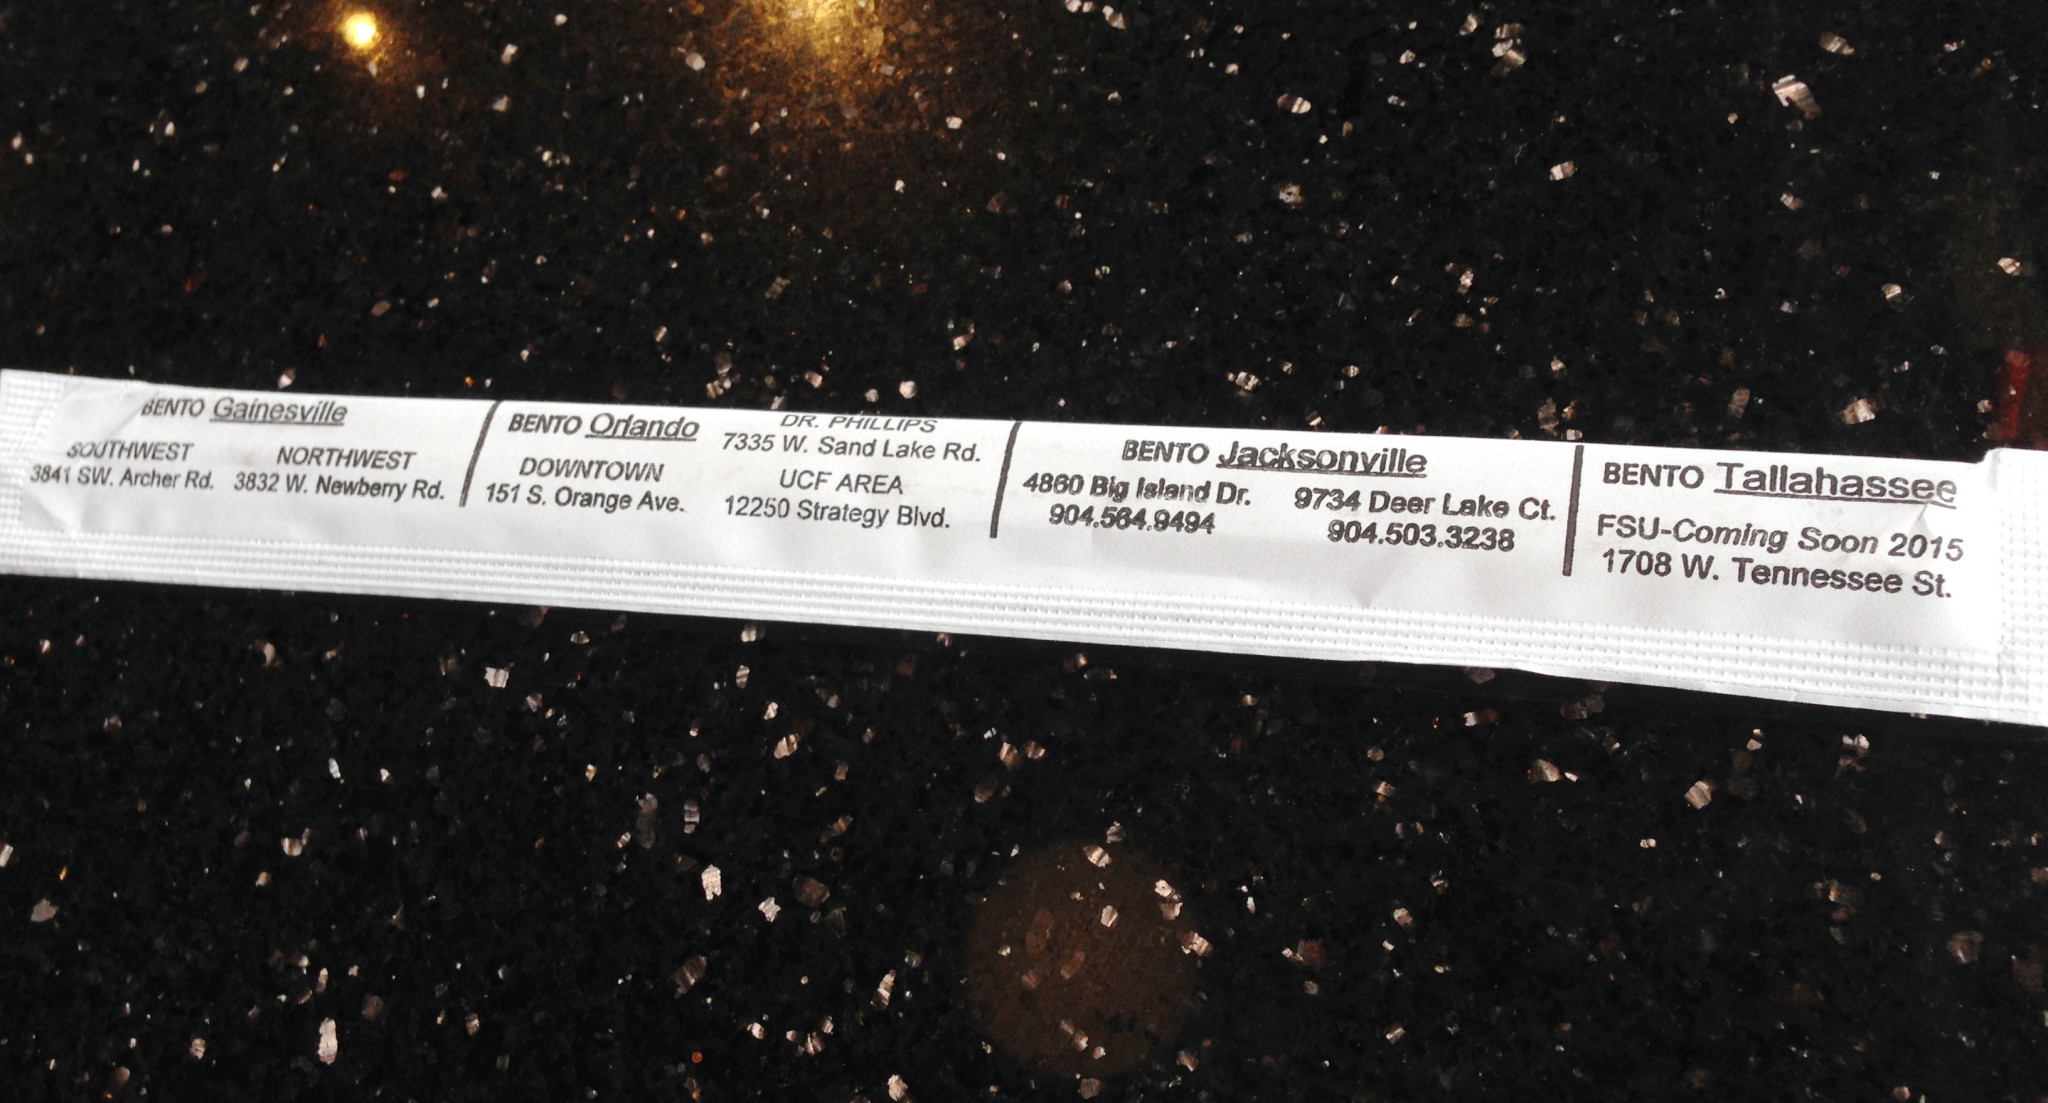 BENTO Gainesville
SOUTHWEST
3841 SW. Archer Rd.
NORTHWEST
3832 W. Newberry Rd.
BENTO Orlando
DOWNTOWN
151 S. Orange Ave.
DR. PHILLIPS
7335 W. Sand Lake Rd.
UCF AREA
12250 Strategy Blvd.
BENTO Jacksonville
4860 Big Island Dr.
904.564.9494
9734 Deer Lake Ct.
904.503.3238
BENTO Tallahassee
FSU-Coming Soon 2015
1708 W. Tennessee St.